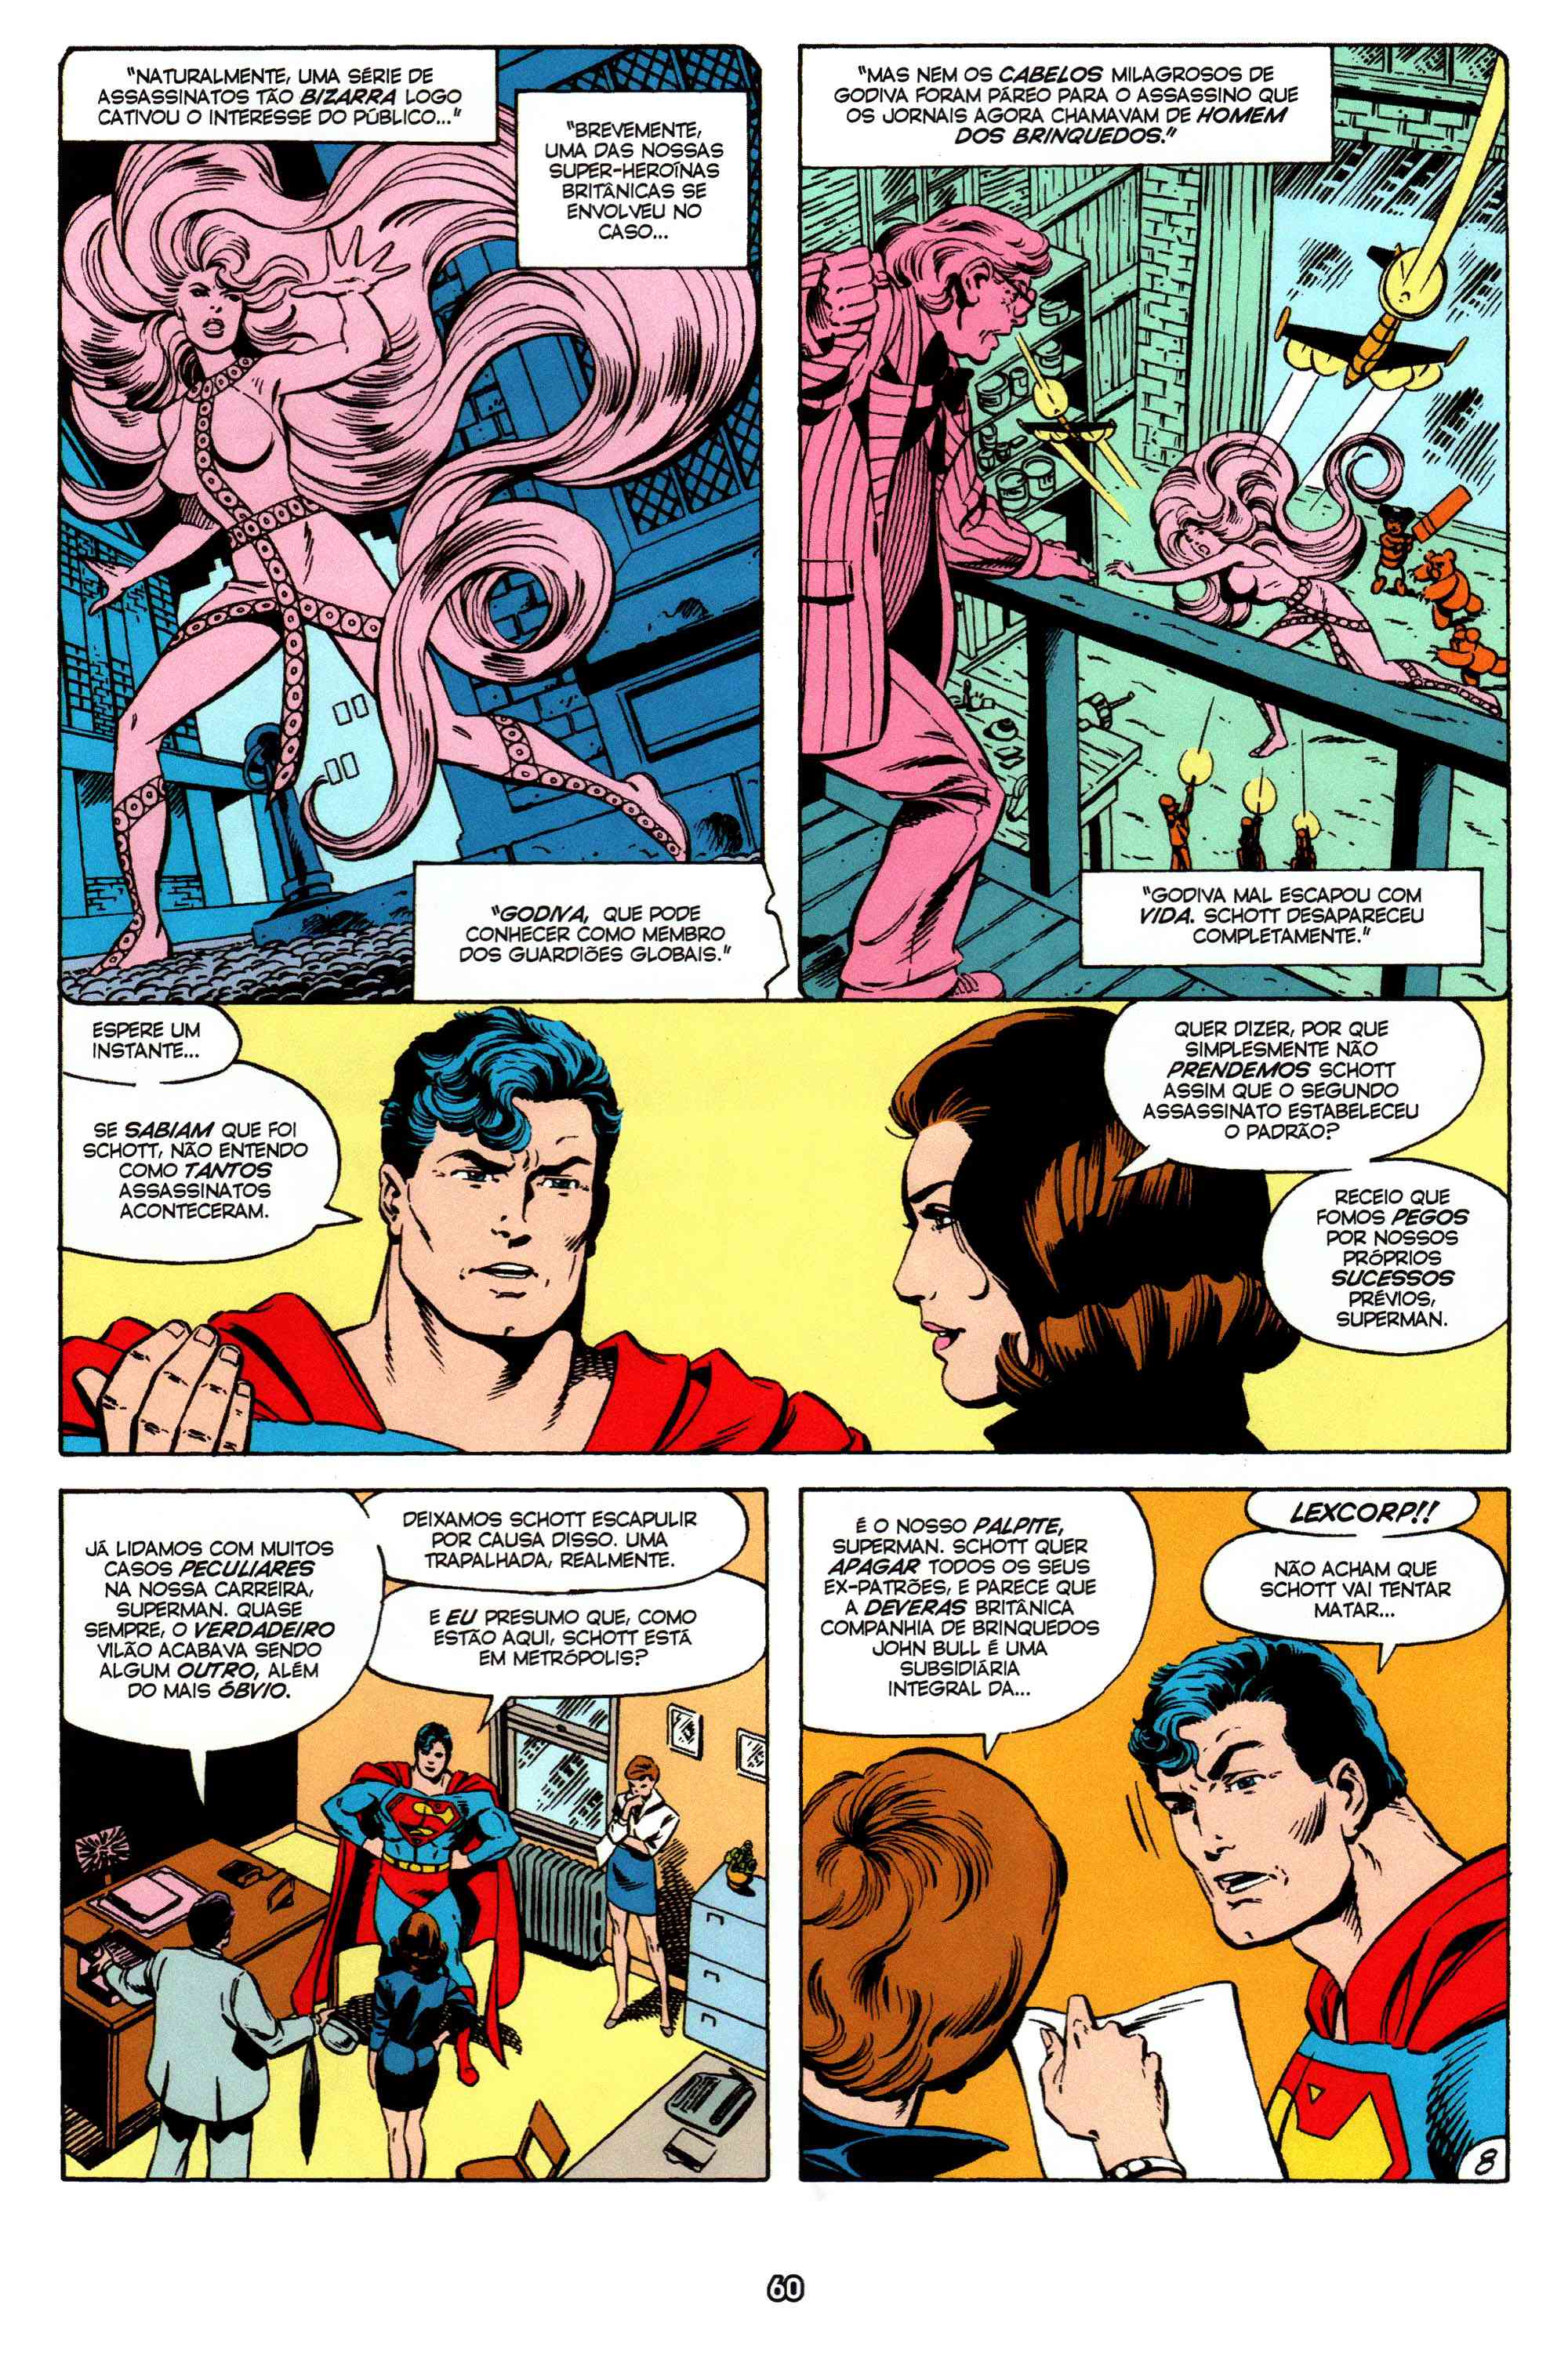 "NATURALMENTE, UMA SÉRIE DE
ASSASSINATOS TÃO BIZARRA LOGO
CATIVOU O INTERESSE DO PÚBLICO..."
"BREVEMENTE,
UMA DAS NOSSAS
SUPER-HEROÍNAS
BRITÂNICAS SE
ENVOLVEU NO
CASO...
"GODIVA, QUE PODE
CONHECER COMO MEMBRO
DOS GUARDIÕES GLOBAIS."
"MAS NEM OS CABELOS MILAGROSOS DE
GODIVA FORAM PÁREO PARA O ASSASSINO QUE
OS JORNAIS AGORA CHAMAVAM DE HOMEM
DOS BRINQUEDOS."
"GODIVA MAL ESCAPOU COM
VIDA. SCHOTT DESAPARECEU
COMPLETAMENTE."
ESPERE UM
INSTANTE...
SE SABIAM QUE FOI
SCHOTT, NÃO ENTENDO
COMO TANTOS
ASSASSINATOS
ACONTECERAM.
QUER DIZER, POR QUE
SIMPLESMENTE NÃO
PRENDEMOS SCHOTT
ASSIM QUE O SEGUNDO
ASSASSINATO ESTABELECEU
O PADRÃO?
RECEIO QUE
FOMOS PEGOS
POR NOSSOS
PRÓPRIOS
SUCESSOS
PRÉVIOS,
SUPERMAN.
JÁ LIDAMOS COM MUITOS
CASOS PECULIARES
NA NOSSA CARREIRA,
SUPERMAN. QUASE
SEMPRE, O VERDADEIRO
VILÃO ACABAVA SENDO
ALGUM OUTRO, ALÉM
DO MAIS ÓBVIO.
DEIXAMOS SCHOTT ESCAPULIR
POR CAUSA DISSO. UMA
TRAPALHADA, REALMENTE.
E EU PRESUMO QUE, COMO
ESTÃO AQUI, SCHOTT ESTÁ
EM METRÓPOLIS?
É O NOSSO PALPITE,
SUPERMAN. SCHOTT QUER
APAGAR TODOS OS SEUS
EX-PATRÕES, E PARECE QUE
A DEVERAS BRITÂNICA
COMPANHIA DE BRINQUEDOS
JOHN BULL É UMA
SUBSIDIÁRIA
INTEGRAL DA...
LEXCORP!!
NÃO ACHAM QUE
SCHOTT VAI TENTAR
MATAR...
8
60